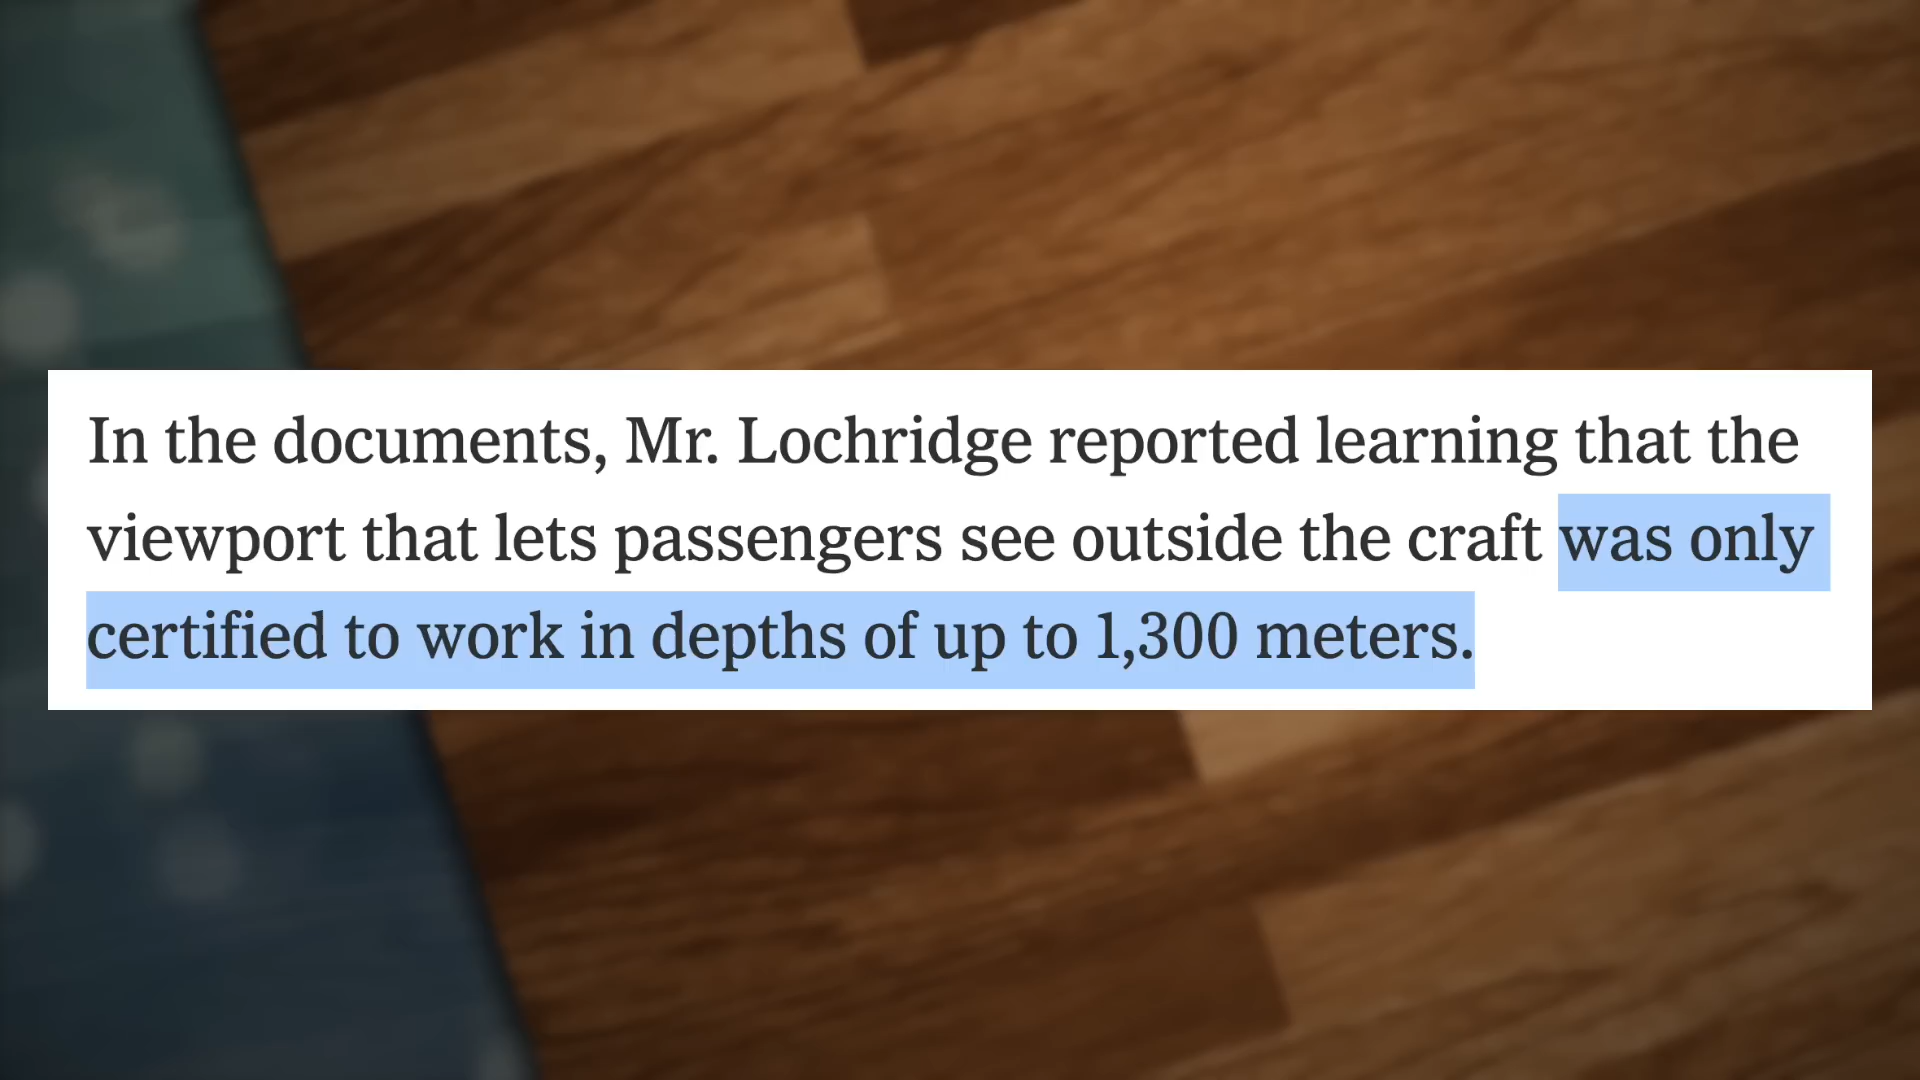 In the documents, Mr. Lochridge reported learning that the
viewport that lets passengers see outside the craft was only
certified to work in depths of up to 1,300 meters.